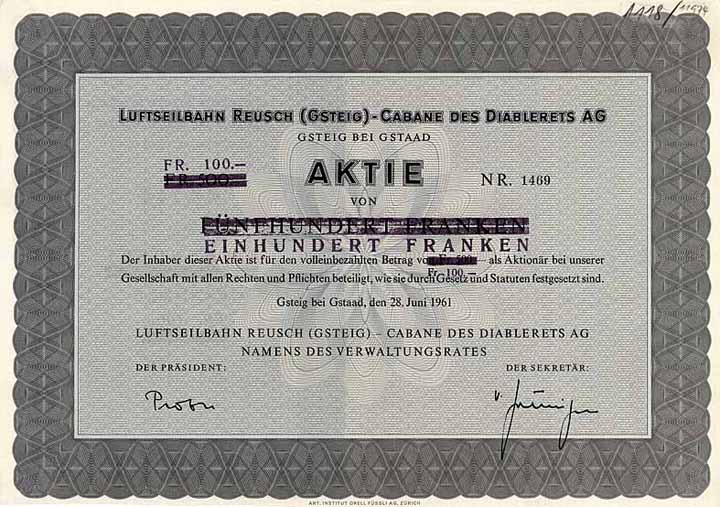 1118/11974
LUFTSEILBAHN REUSCH (GSTEIG) - CABANE DES DIABLERETS AG
GSTEIG BEI GSTAAD
FR. 100.—
FR. 500.—
AKTIE
NR. 1469
VON
FÜNFHUNDERT FRANKEN
EINHUNDERT FRANKEN
Der Inhaber dieser Aktie ist für den volleinbezahlten Betrag von Fr. 500.— als Aktionär bei unserer
Fr. 100.—
Gesellschaft mit allen Rechten und Pflichten beteiligt, wie sie durch Gesetz und Statuten festgesetzt sind.
Gsteig bei Gstaad, den 28. Juni 1961
LUFTSEILBAHN REUSCH (GSTEIG) – CABANE DES DIABLERETS AG
NAMENS DES VERWALTUNGSRATES
DER PRÄSIDENT:
DER SEKRETÄR:
ART. INSTITUT ORELL FÜSSLI AG, ZÜRICH